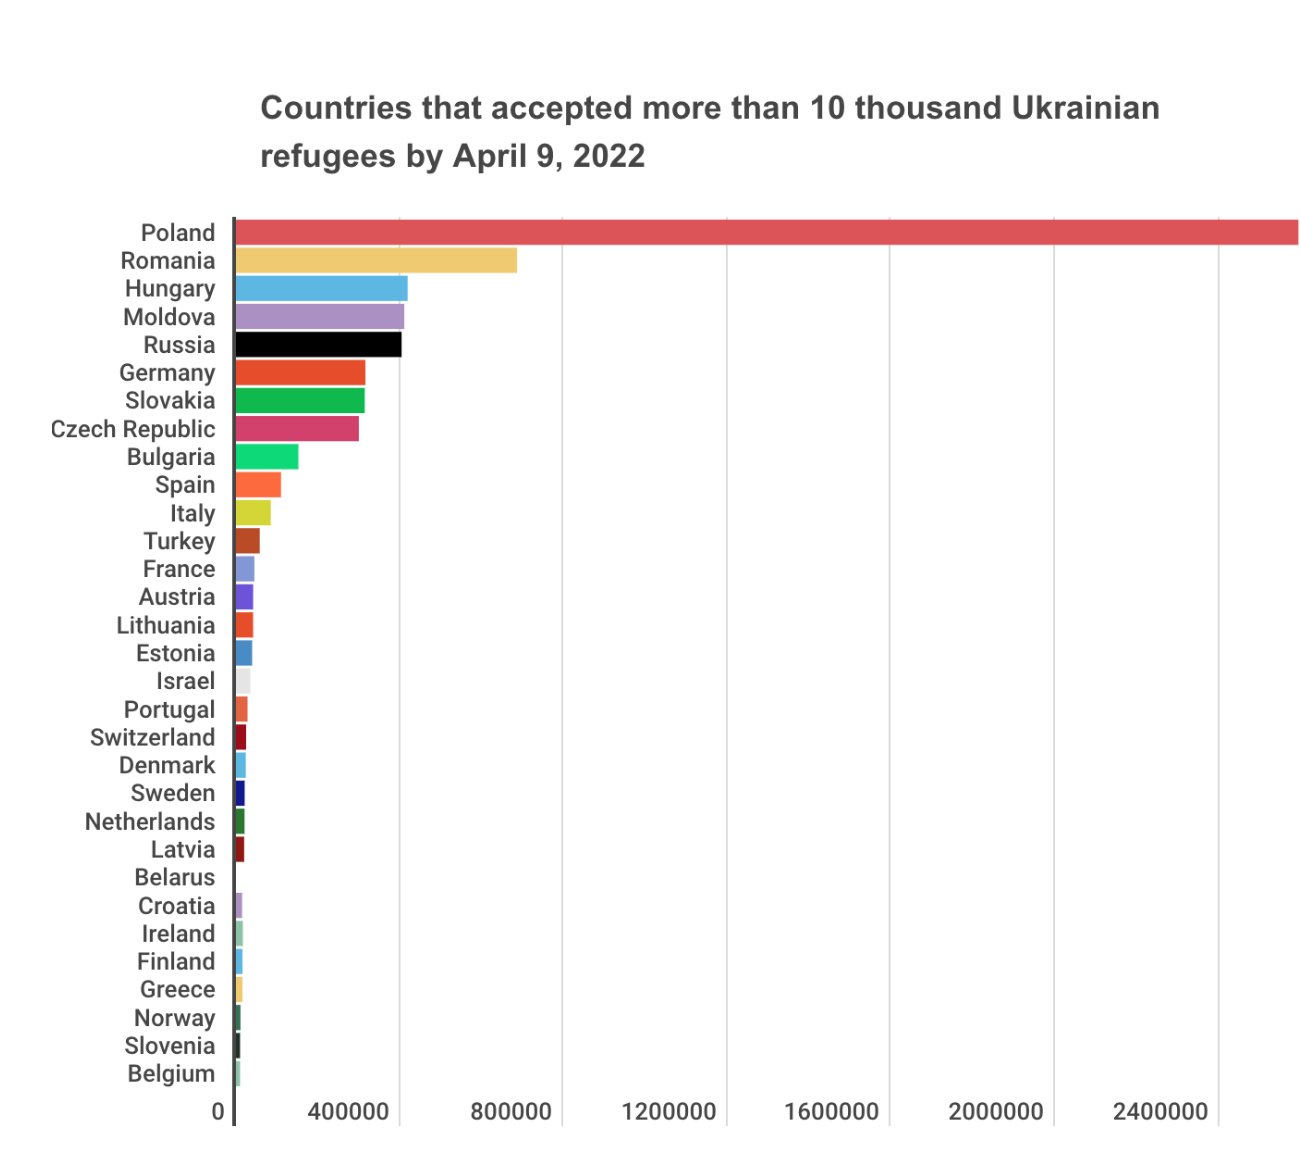 Countries that accepted more than 10 thousand Ukrainian
refugees by April 9, 2022
Poland
Romania
Hungary
Moldova
Russia
Germany
Slovakia
Czech Republic
Bulgaria
Spain
Italy
Turkey
France
Austria
Lithuania
Estonia
Israel
Portugal
Switzerland
Denmark
Sweden
Netherlands
Latvia
Belarus
Croatia
Ireland
Finland
Greece
Norway
Slovenia
Belgium
0 400000 800000 1200000 1600000 2000000 2400000